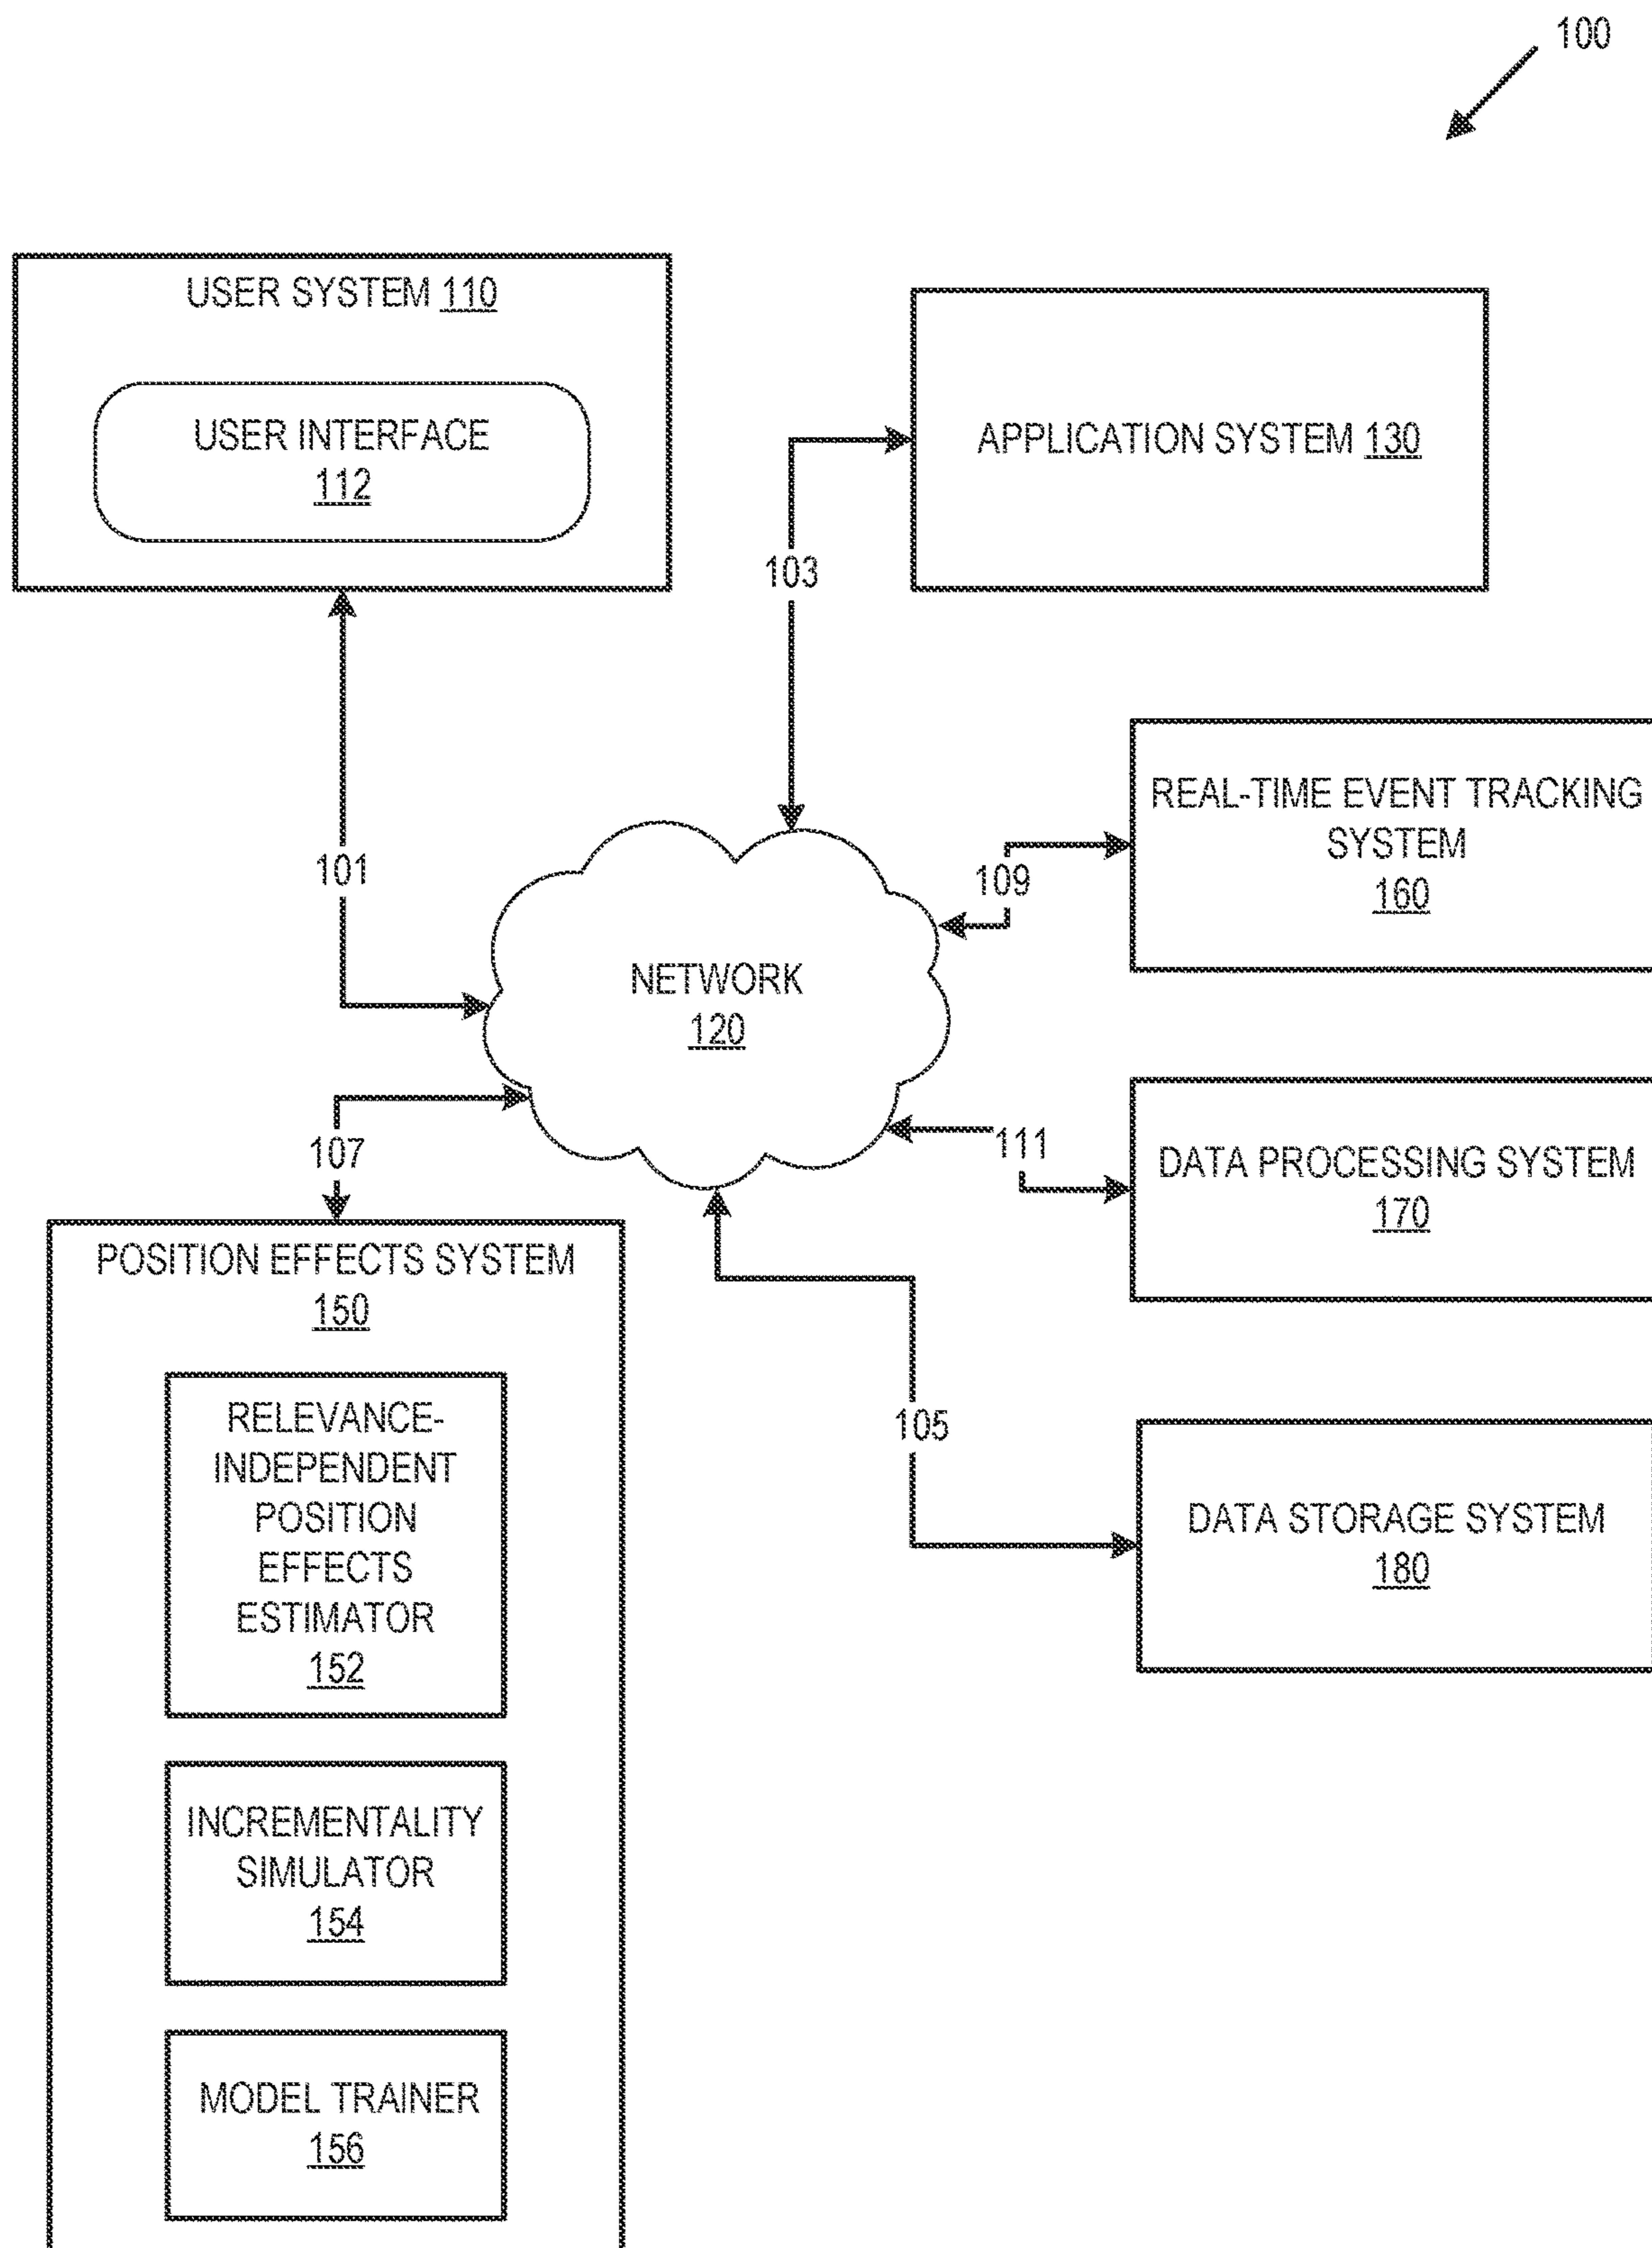 100
USER SYSTEM 110
USER INTERFACE
112
APPLICATION SYSTEM 130
103
REAL-TIME EVENT TRACKING
SYSTEM
160
101
109
NETWORK
120
107
111
DATA PROCESSING SYSTEM
170
POSITION EFFECTS SYSTEM
150
RELEVANCE-
INDEPENDENT
POSITION
EFFECTS
ESTIMATOR
152
105
DATA STORAGE SYSTEM
180
INCREMENTALITY
SIMULATOR
154
MODEL TRAINER
156